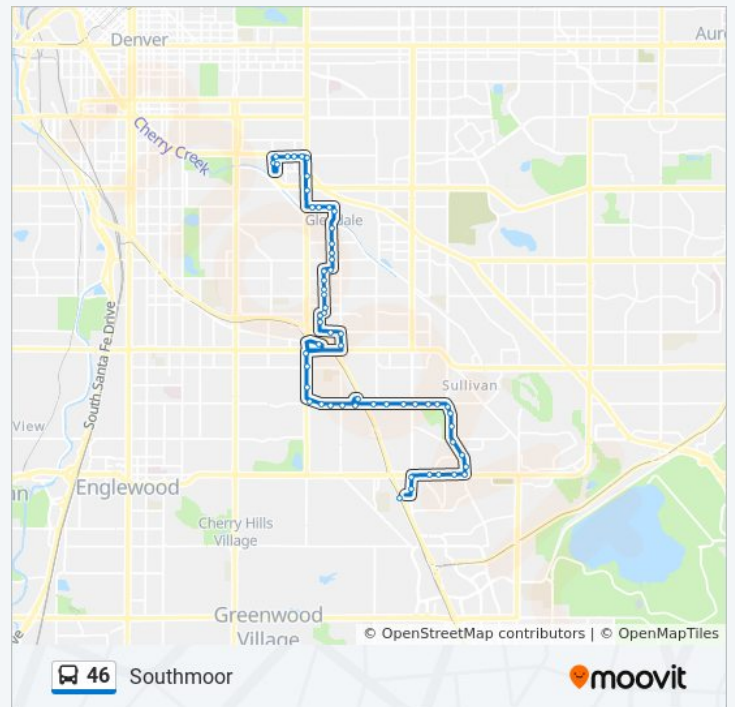 Denver
Auro
Cherry Creek
Glendale
South Santa Fe Drive
Sullivan
View
Englewood
Cherry Hills
Village
Greenwood
Village
© OpenStreetMap contributors | © OpenMapTiles
46 Southmoor
moovit